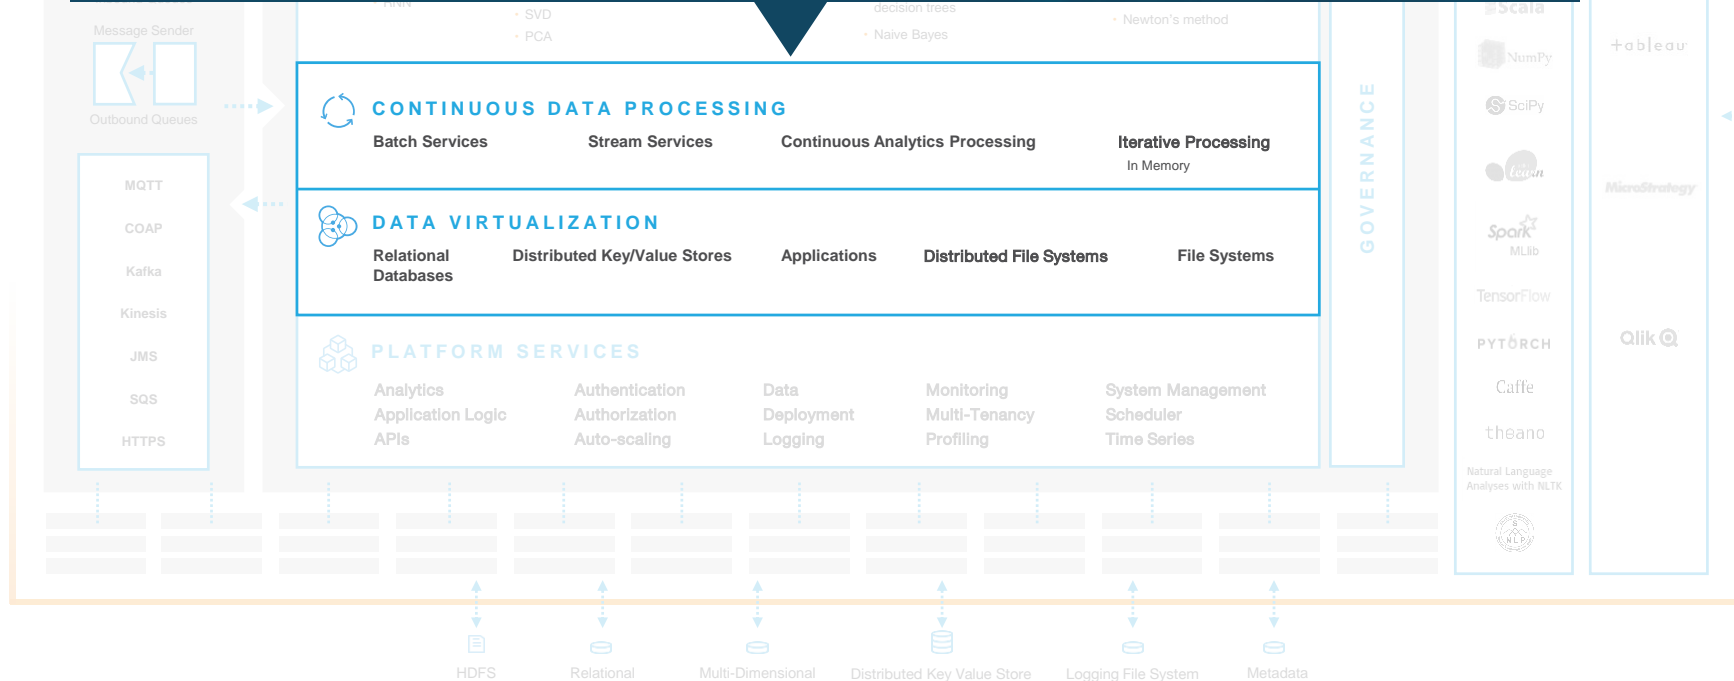 · SVD
· PCA
decision trees
· Naive Bayes
· Newton's method
Message Sender
Outbound Queues
MQTT
COAP
Kafka
Kinesis
JMS
SQS
HTTPS
CONTINUOUS DATA PROCESSING
Batch Services Stream Services Continuous Analytics Processing Iterative Processing
In Memory
DATA VIRTUALIZATION
Relational Distributed Key/Value Stores Applications Distributed File Systems File Systems
Databases
PLATFORM SERVICES
Analytics Authentication Data Monitoring System Management
Application Logic Authorization Deployment Multi-Tenancy Scheduler
APIs Auto-scaling Logging Profiling Time Series
GOVERNANCE
Scala
NumPy
SciPy
learn
Spark
MLlib
TensorFlow
PYTORCH
Caffe
theano
Natural Language
Analyses with NLTK
NLP
+ableau
MicroStrategy
Qlik
HDFS Relational Multi-Dimensional Distributed Key Value Store Logging File System Metadata